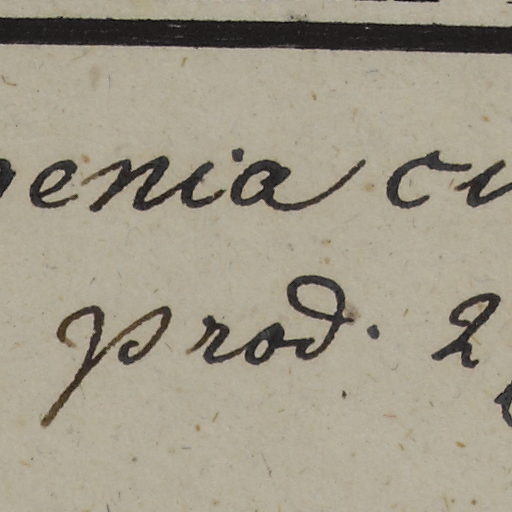 enia cu
prod. 2